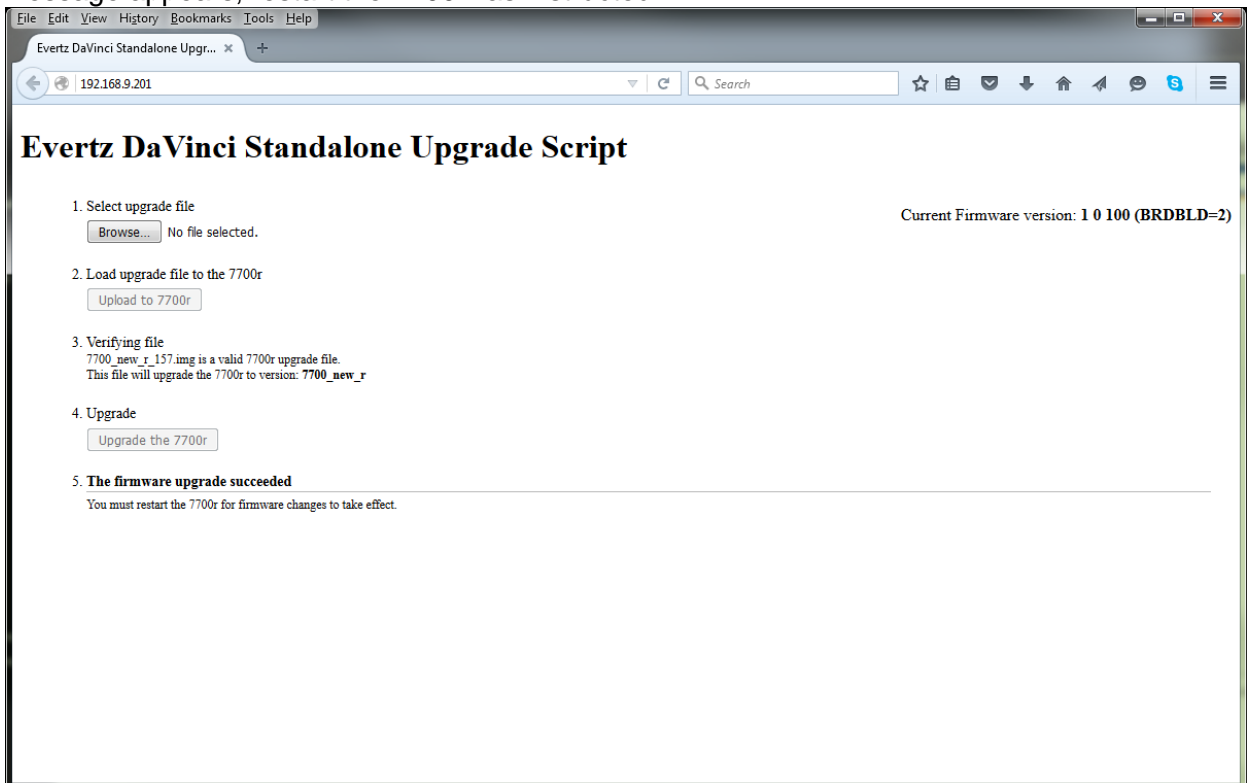 File Edit View History Bookmarks Tools Help
Evertz DaVinci Standalone Upgr...
192.168.9.201
Search
Evertz DaVinci Standalone Upgrade Script
1. Select upgrade file
Current Firmware version: 1 0 100 (BRDBLD=2)
Browse... No file selected.
2. Load upgrade file to the 7700r
Upload to 7700r
3. Verifying file
7700_new_r_157.img is a valid 7700r upgrade file.
This file will upgrade the 7700r to version: 7700_new_r
4. Upgrade
Upgrade the 7700r
5. The firmware upgrade succeeded
You must restart the 7700r for firmware changes to take effect.